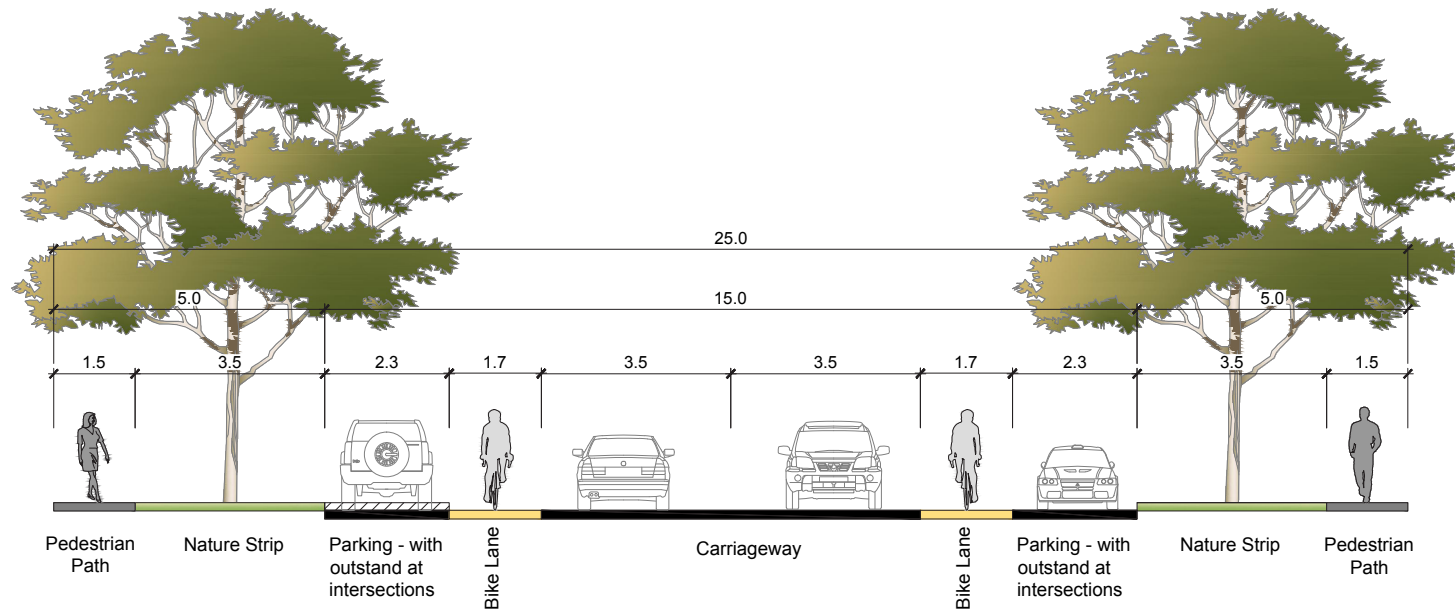 25.0
5.0 15.0 5.0
1.5 3.5 2.3 1.7 3.5 3.5 1.7 2.3 3.5 1.5
Pedestrian
Path
Nature Strip
Parking - with
outstand at
intersections
Bike Lane
Carriageway
Bike Lane
Parking - with
outstand at
intersections
Nature Strip
Pedestrian
Path